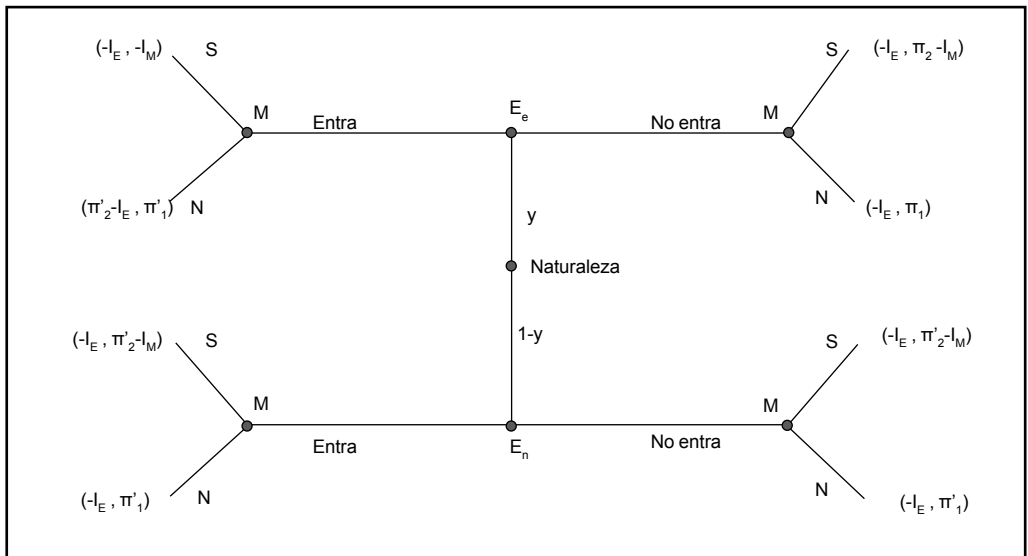 (-I_E , -I_M) S S (-I_E , π_2 -I_M)
M Entra E_e No entra M
(π'_2-I_E , π'_1) N N (-I_E , π_1)
y
Naturaleza
1-y
(-I_E , π'_2-I_M) S S (-I_E , π'_2-I_M)
M M
Entra E_n No entra
(-I_E , π'_1) N N (-I_E , π'_1)